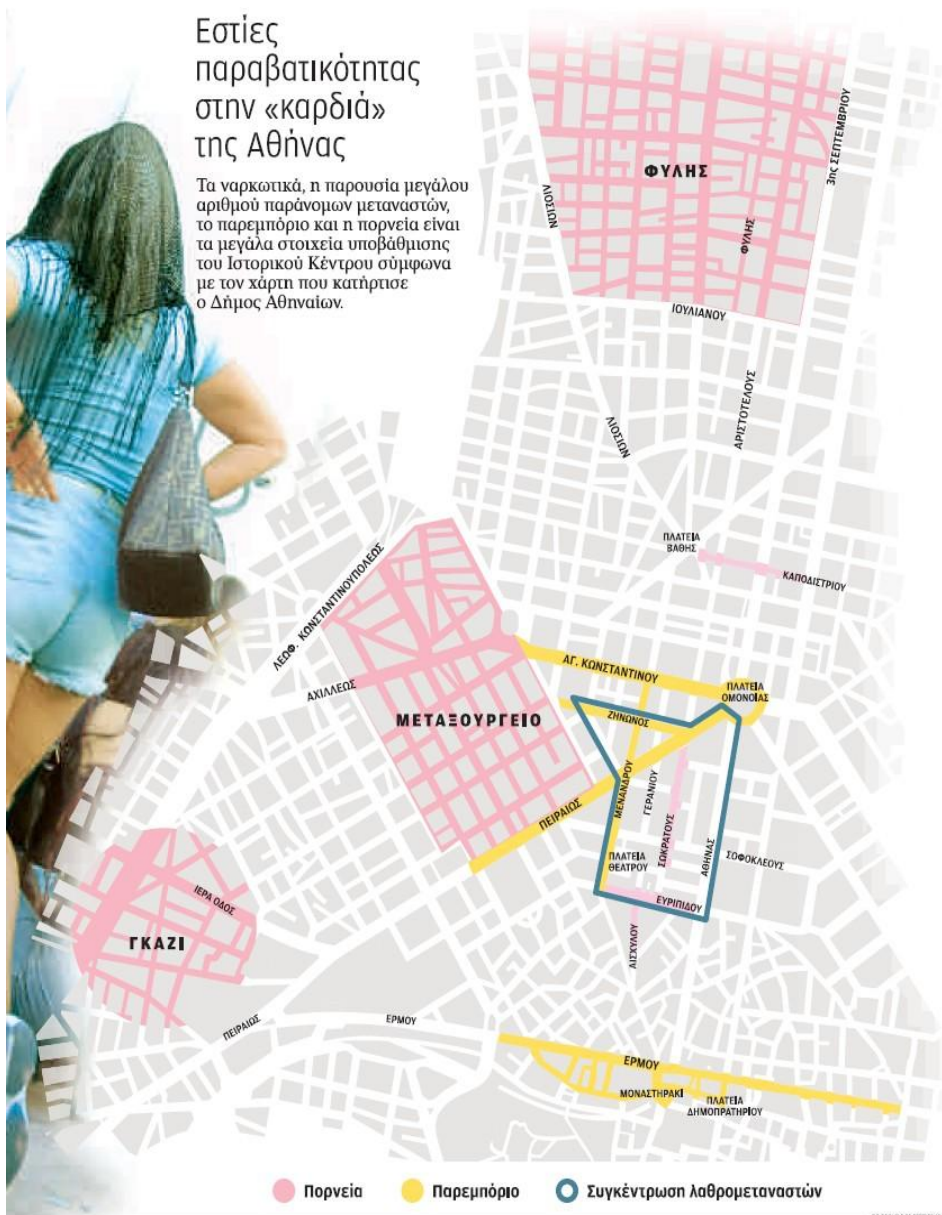 Εστίες
παραβατικότητας
στην «καρδιά»
της Αθήνας
Τα ναρκωτικά, η παρουσία μεγάλου
αριθμού παράνομων μεταναστών,
το παρεμπόριο και η πορνεία είναι
τα μεγάλα στοιχεία υποβάθμισης
του Ιστορικού Κέντρου σύμφωνα
με τον χάρτη που κατήρτισε
ο Δήμος Αθηναίων.
3ης ΣΕΠΤΕΜΒΡΙΟΥ
ΦΥΛΗΣ
ΛΙΟΣΙΩΝ
ΦΥΛΗΣ
ΙΟΥΛΙΑΝΟΥ
ΑΡΙΣΤΟΤΕΛΟΥΣ
ΛΙΟΣΙΩΝ
ΠΛΑΤΕΙΑ
ΒΑΘΗΣ
ΚΑΠΟΔΙΣΤΡΙΟΥ
ΛΕΩΦ. ΚΩΝΣΤΑΝΤΙΝΟΥΠΟΛΕΩΣ
ΑΓ. ΚΩΝΣΤΑΝΤΙΝΟΥ
ΠΛΑΤΕΙΑ
ΟΜΟΝΟΙΑΣ
ΑΧΙΛΛΕΩΣ
ΜΕΤΑΞΟΥΡΓΕΙΟ
ΖΗΝΩΝΟΣ
ΠΕΙΡΑΙΩΣ
ΜΕΝΑΝΔΡΟΥ
ΓΕΡΑΝΙΟΥ
ΣΩΚΡΑΤΟΥΣ
ΑΘΗΝΑΣ
ΣΟΦΟΚΛΕΟΥΣ
ΠΛΑΤΕΙΑ
ΘΕΑΤΡΟΥ
ΕΥΡΙΠΙΔΟΥ
ΑΙΣΧΥΛΟΥ
ΙΕΡΑ ΟΔΟΣ
ΓΚΑΖΙ
ΠΕΙΡΑΙΩΣ
ΕΡΜΟΥ
ΕΡΜΟΥ
ΜΟΝΑΣΤΗΡΑΚΙ
ΠΛΑΤΕΙΑ
ΔΗΜΟΠΡΑΤΗΡΙΟΥ
Πορνεία
Παρεμπόριο
Συγκέντρωση λαθρομεταναστών